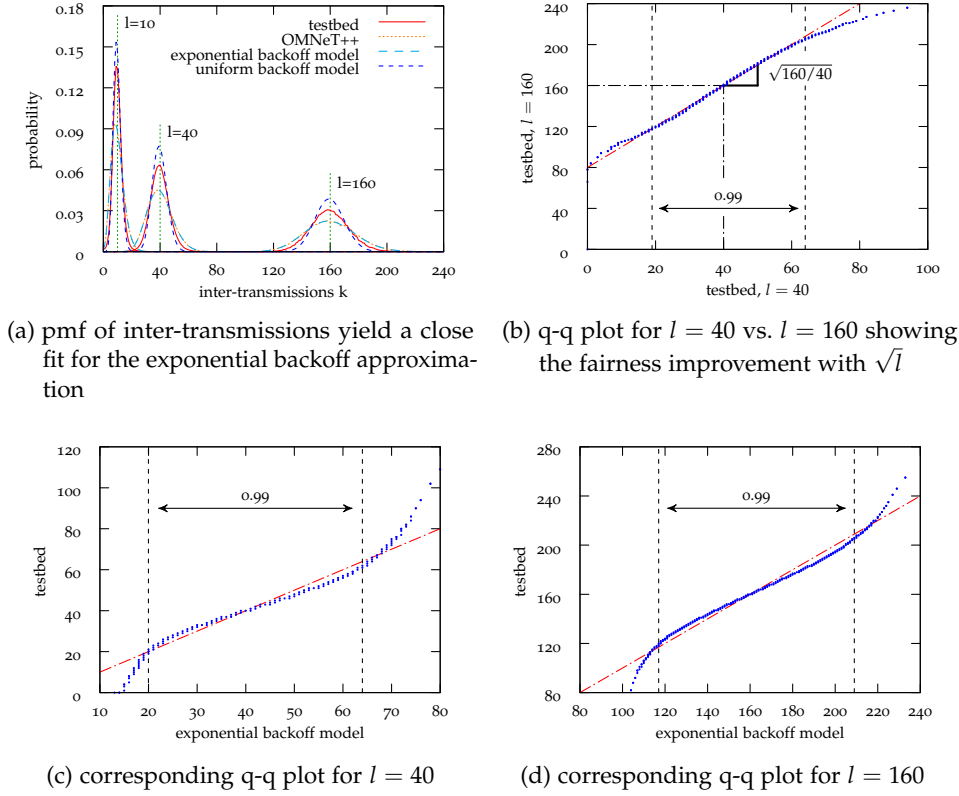 0.18
0.15
0.12
0.09
0.06
0.03
0
probability
l=10
l=40
l=160
testbed
OMNeT++
exponential backoff model
uniform backoff model
0 40 80 120 160 200 240
inter-transmissions k
(a) pmf of inter-transmissions yield a close
fit for the exponential backoff approxima-
tion
240
200
160
120
80
40
0
testbed, l = 160
√160/40
0.99
0 20 40 60 80 100
testbed, l = 40
(b) q-q plot for l = 40 vs. l = 160 showing
the fairness improvement with √l
120
100
80
60
40
20
0
testbed
0.99
10 20 30 40 50 60 70 80
exponential backoff model
(c) corresponding q-q plot for l = 40
280
240
200
160
120
80
testbed
0.99
80 100 120 140 160 180 200 220 240
exponential backoff model
(d) corresponding q-q plot for l = 160